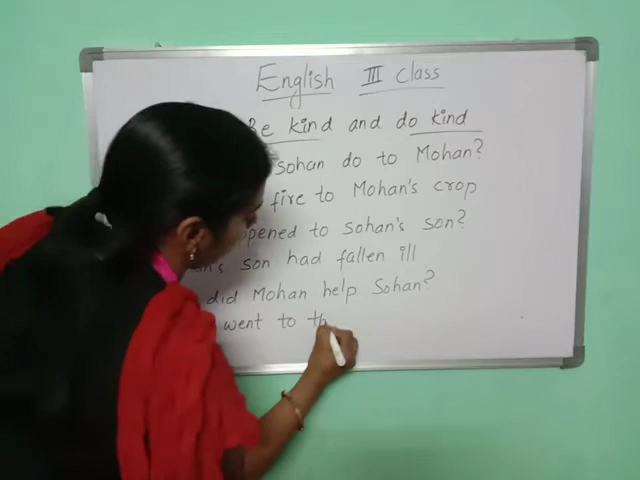 English III class
Be kind and do kind
sohan do to Mohan?
fire to Mohan's crop
to Sohan's son?
son had fallen ill
did Mohan help Sohan?
went to th